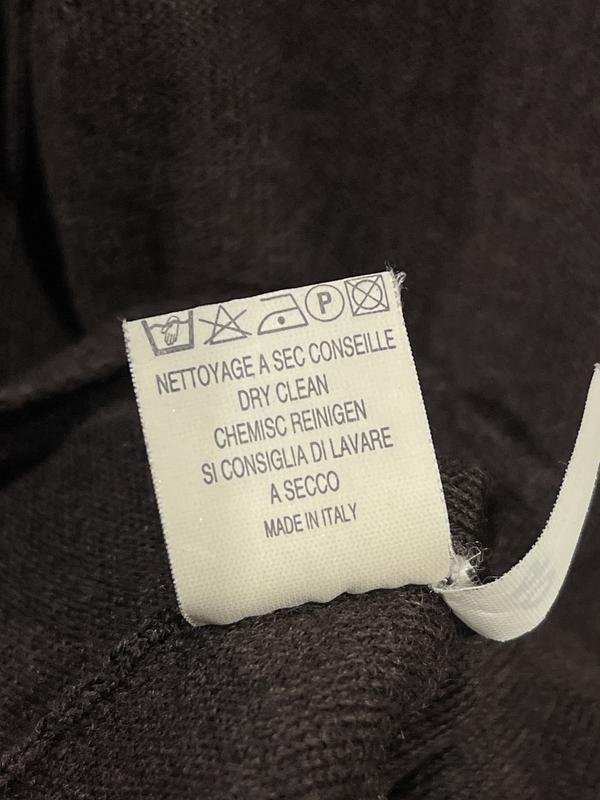 P
NETTOYAGE A SEC CONSEILLE
DRY CLEAN
CHEMISC REINIGEN
SI CONSIGLIA DI LAVARE
A SECCO
MADE IN ITALY